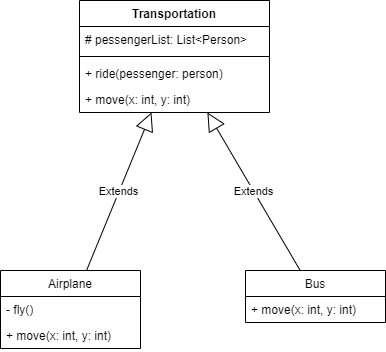 Transportation
# pessengerList: List<Person>
+ ride(pessenger: person)
+ move(x: int, y: int)
Extends
Extends
Airplane
- fly()
+ move(x: int, y: int)
Bus
+ move(x: int, y: int)